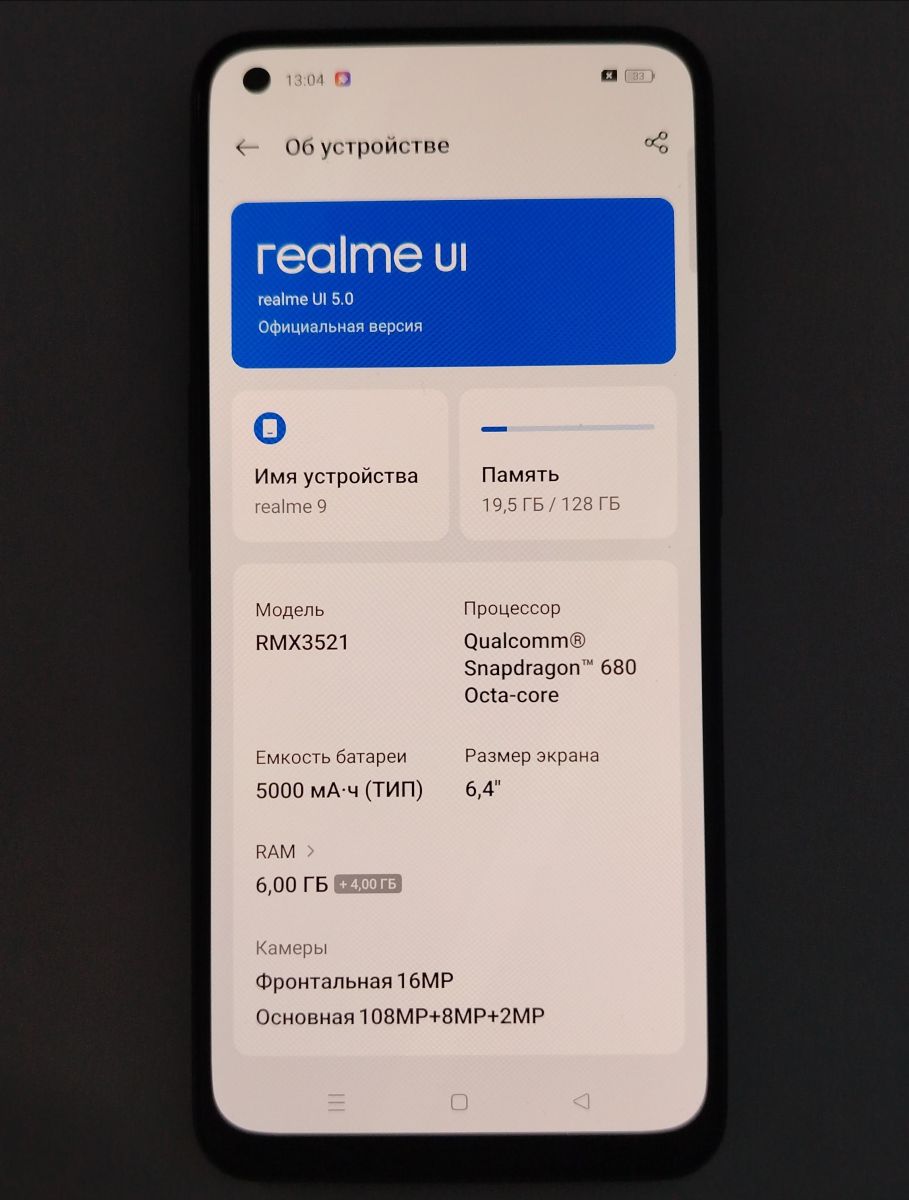 13:04
33
Об устройстве
realme UI
realme UI 5.0
Официальная версия
Имя устройства
realme 9
Память
19,5 ГБ / 128 ГБ
Модель
RMX3521
Процессор
Qualcomm®
Snapdragon™ 680
Octa-core
Емкость батареи
5000 мА·ч (ТИП)
Размер экрана
6,4"
RAM >
6,00 ГБ + 4,00 ГБ
Камеры
Фронтальная 16MP
Основная 108MP+8MP+2MP